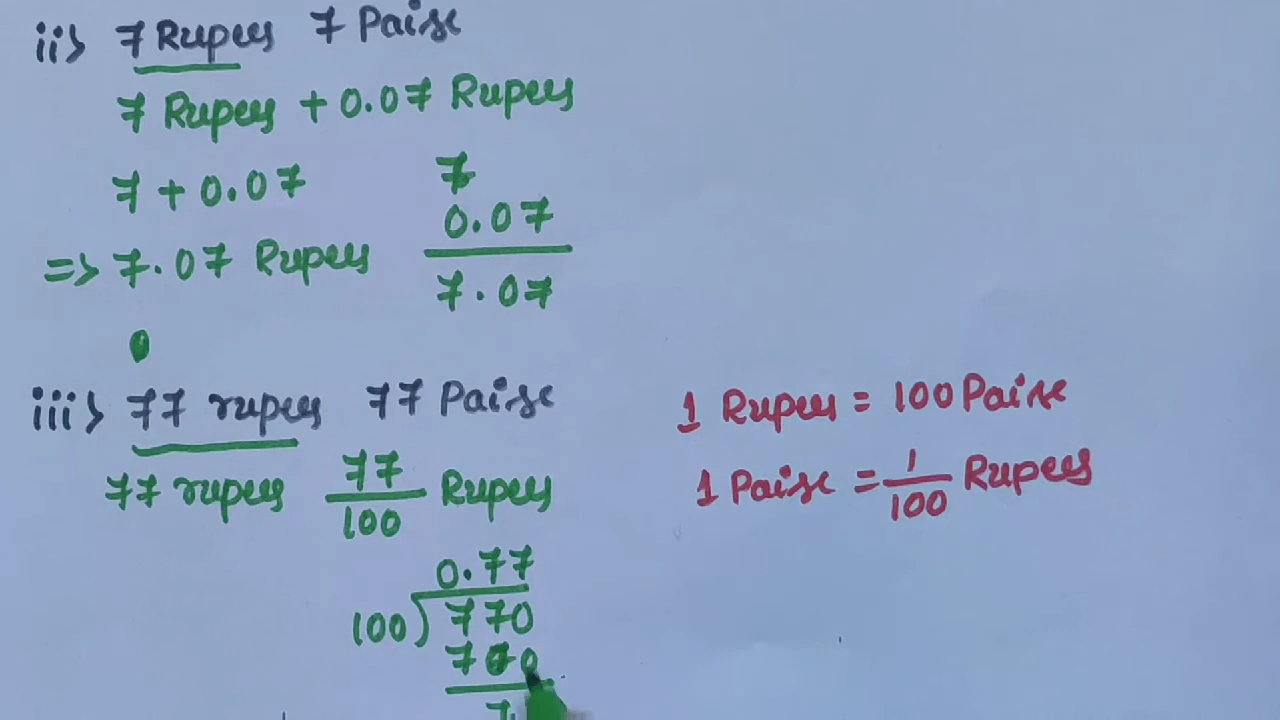 ii> 7 Rupees 7 Paise
7 Rupees + 0.07 Rupees
7 + 0.07
=> 7.07 Rupees
7
0.07
7.07
iii> 77 rupees 77 Paise
77 rupees 77/100 Rupees
0.77
100) 770
700
7
1 Rupees = 100 Paise
1 Paise = 1/100 Rupees